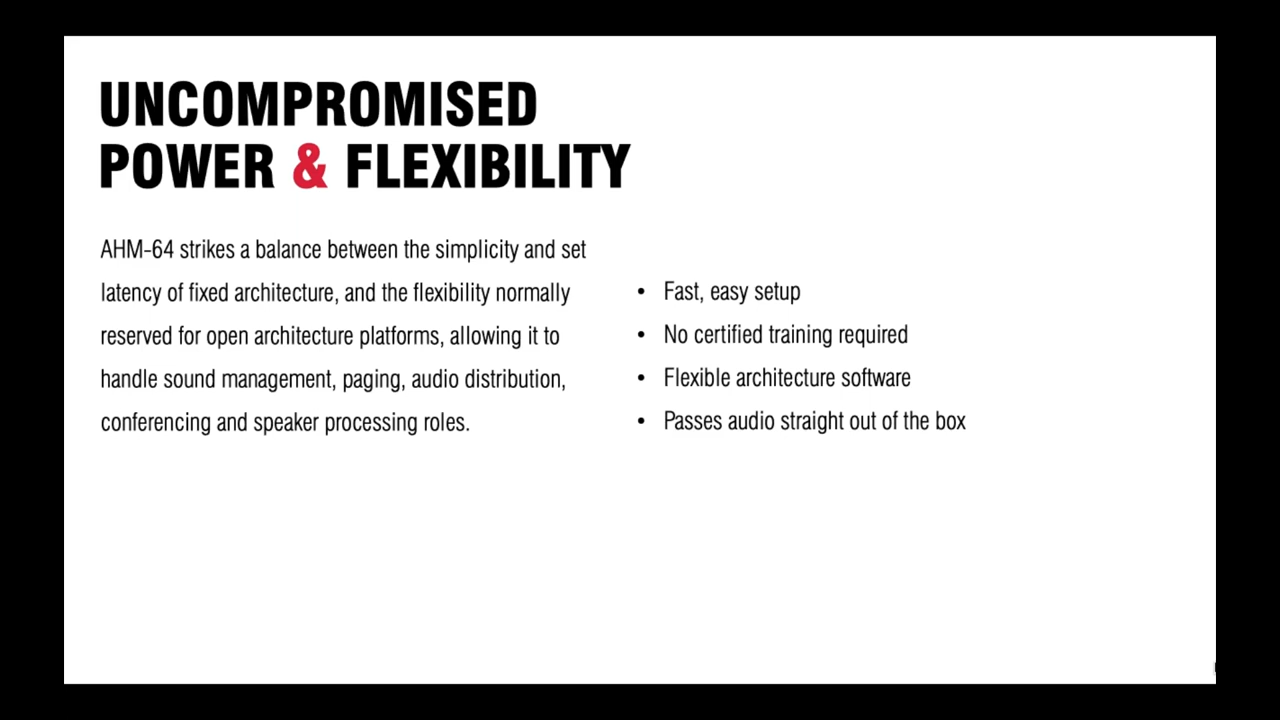 UNCOMPROMISED
POWER & FLEXIBILITY
AHM-64 strikes a balance between the simplicity and set
latency of fixed architecture, and the flexibility normally
reserved for open architecture platforms, allowing it to
handle sound management, paging, audio distribution,
conferencing and speaker processing roles.
• Fast, easy setup
• No certified training required
• Flexible architecture software
• Passes audio straight out of the box